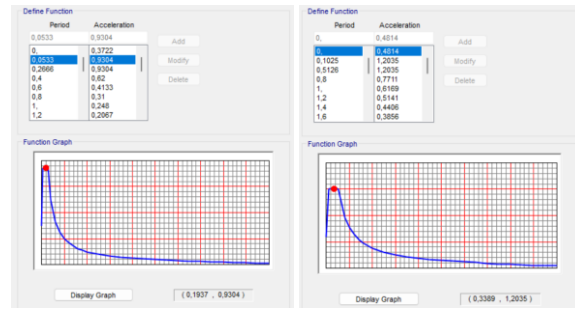 Define Function
Period Acceleration
0,0533 0,9304
Add
0, 0,3722
0,0533 0,9304
Modify
0,2666 0,9304
0,4 0,62
Delete
0,6 0,4133
0,8 0,31
1, 0,248
1,2 0,2067
Function Graph
Display Graph
( 0,1937 , 0,9304 )
Define Function
Period Acceleration
0, 0,4814
Add
0, 0,4814
0,1025 1,2035
Modify
0,5126 1,2035
0,8 0,7711
Delete
1, 0,6169
1,2 0,5141
1,4 0,4406
1,6 0,3856
Function Graph
Display Graph
( 0,3389 , 1,2035 )